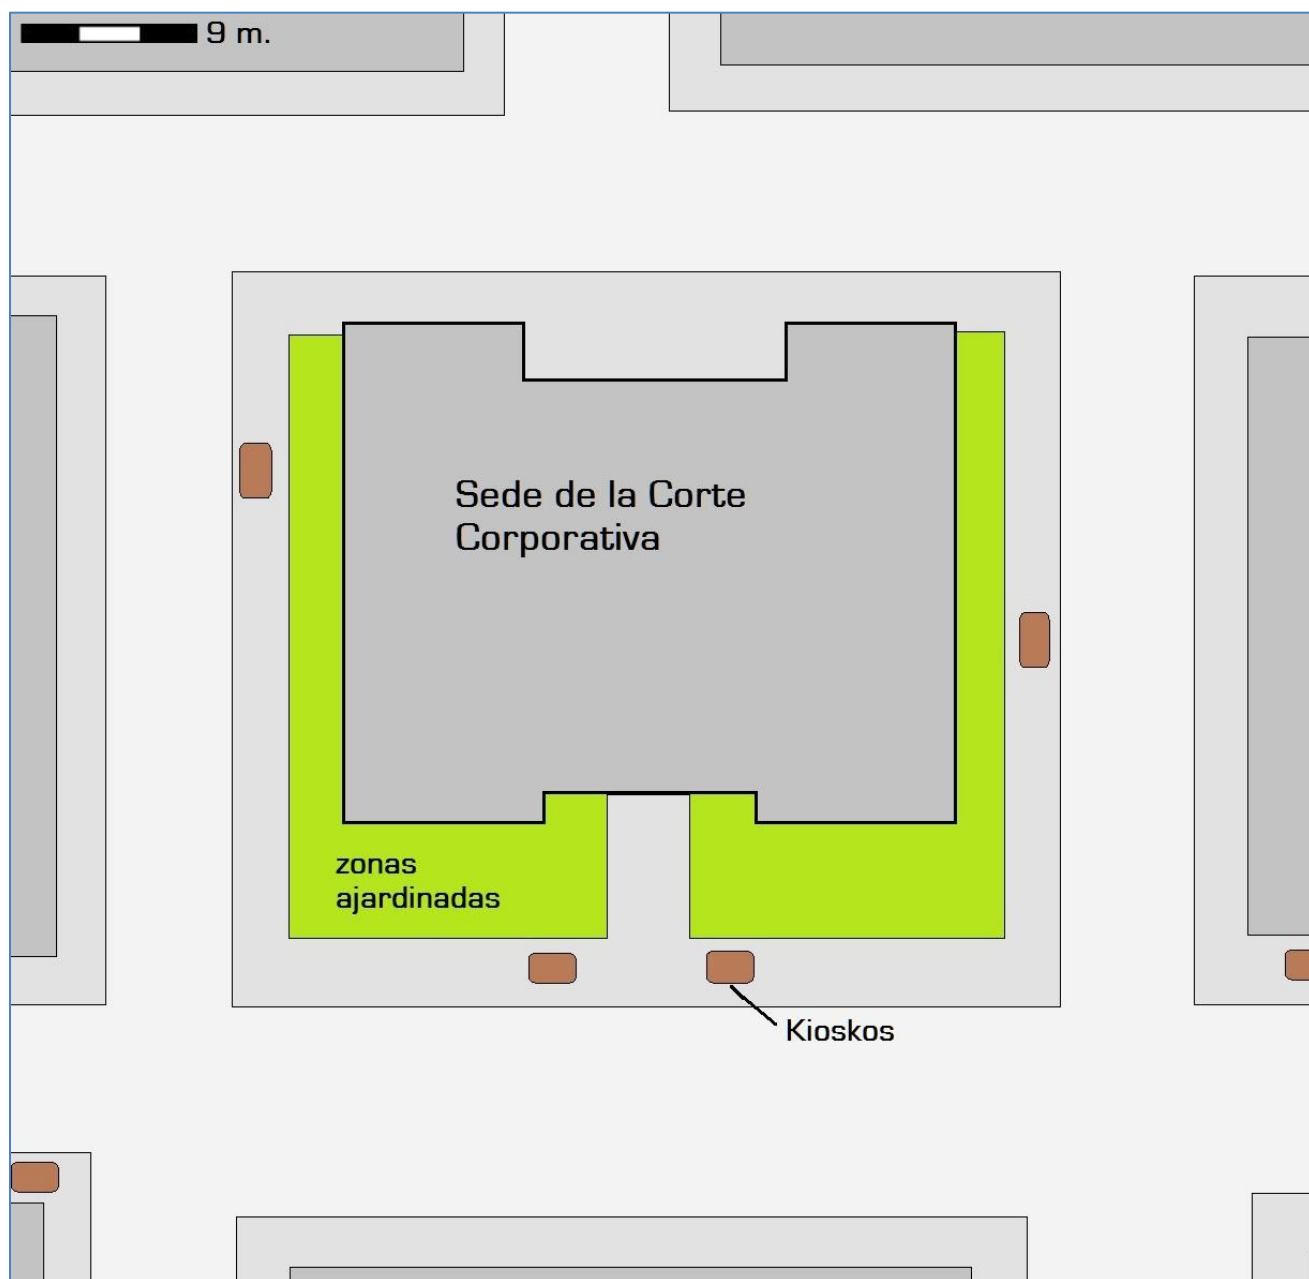 9 m.
Sede de la Corte
Corporativa
zonas
ajardinadas
Kioskos